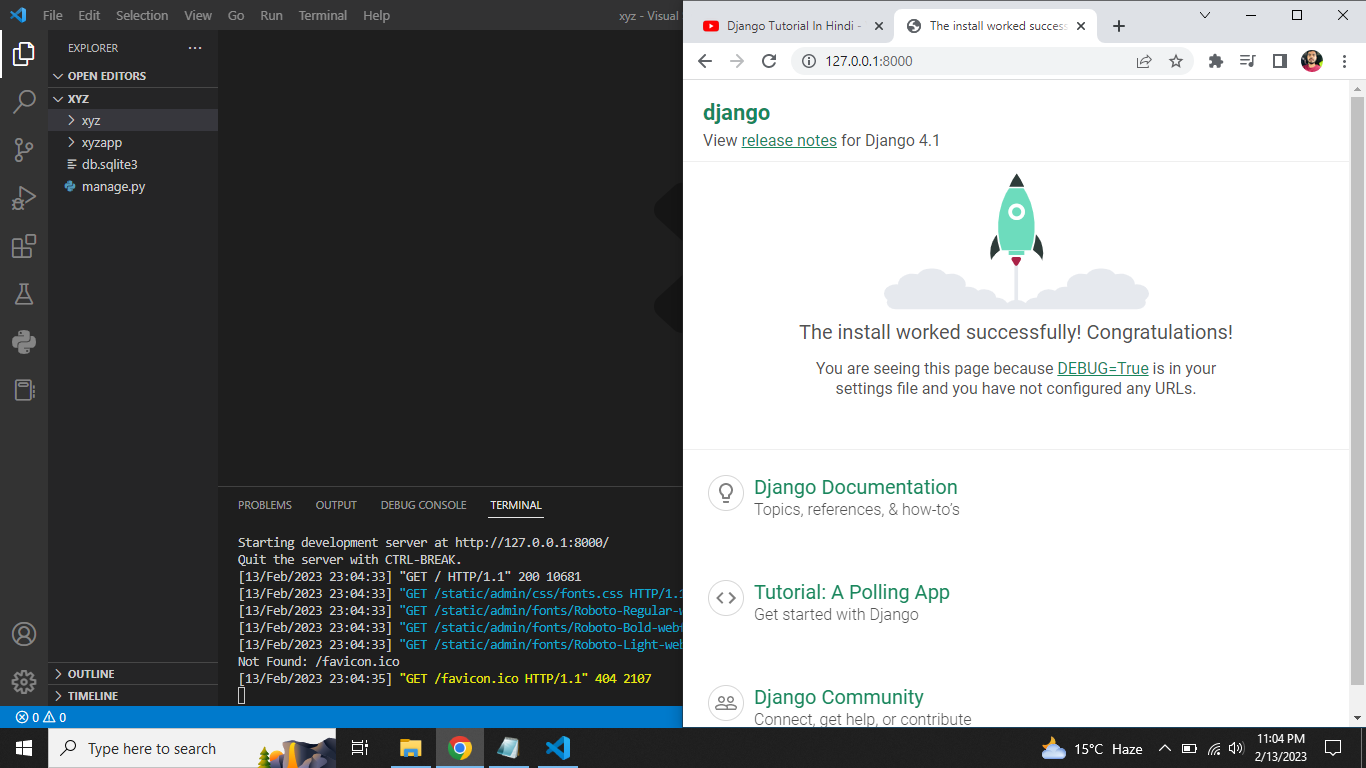 File Edit Selection View Go Run Terminal Help
xyz - Visual
EXPLORER
OPEN EDITORS
XYZ
xyz
xyzapp
db.sqlite3
manage.py
OUTLINE
TIMELINE
PROBLEMS OUTPUT DEBUG CONSOLE TERMINAL
Starting development server at http://127.0.0.1:8000/
Quit the server with CTRL-BREAK.
[13/Feb/2023 23:04:33] "GET / HTTP/1.1" 200 10681
[13/Feb/2023 23:04:33] "GET /static/admin/css/fonts.css HTTP/1.1
[13/Feb/2023 23:04:33] "GET /static/admin/fonts/Roboto-Regular-w
[13/Feb/2023 23:04:33] "GET /static/admin/fonts/Roboto-Bold-webf
[13/Feb/2023 23:04:33] "GET /static/admin/fonts/Roboto-Light-web
Not Found: /favicon.ico
[13/Feb/2023 23:04:35] "GET /favicon.ico HTTP/1.1" 404 2107
0 0
Django Tutorial In Hindi -
The install worked success
127.0.0.1:8000
django
View release notes for Django 4.1
The install worked successfully! Congratulations!
You are seeing this page because DEBUG=True is in your
settings file and you have not configured any URLs.
Django Documentation
Topics, references, & how-to's
Tutorial: A Polling App
Get started with Django
Django Community
Connect, get help, or contribute
Type here to search
15°C Haze
11:04 PM
2/13/2023